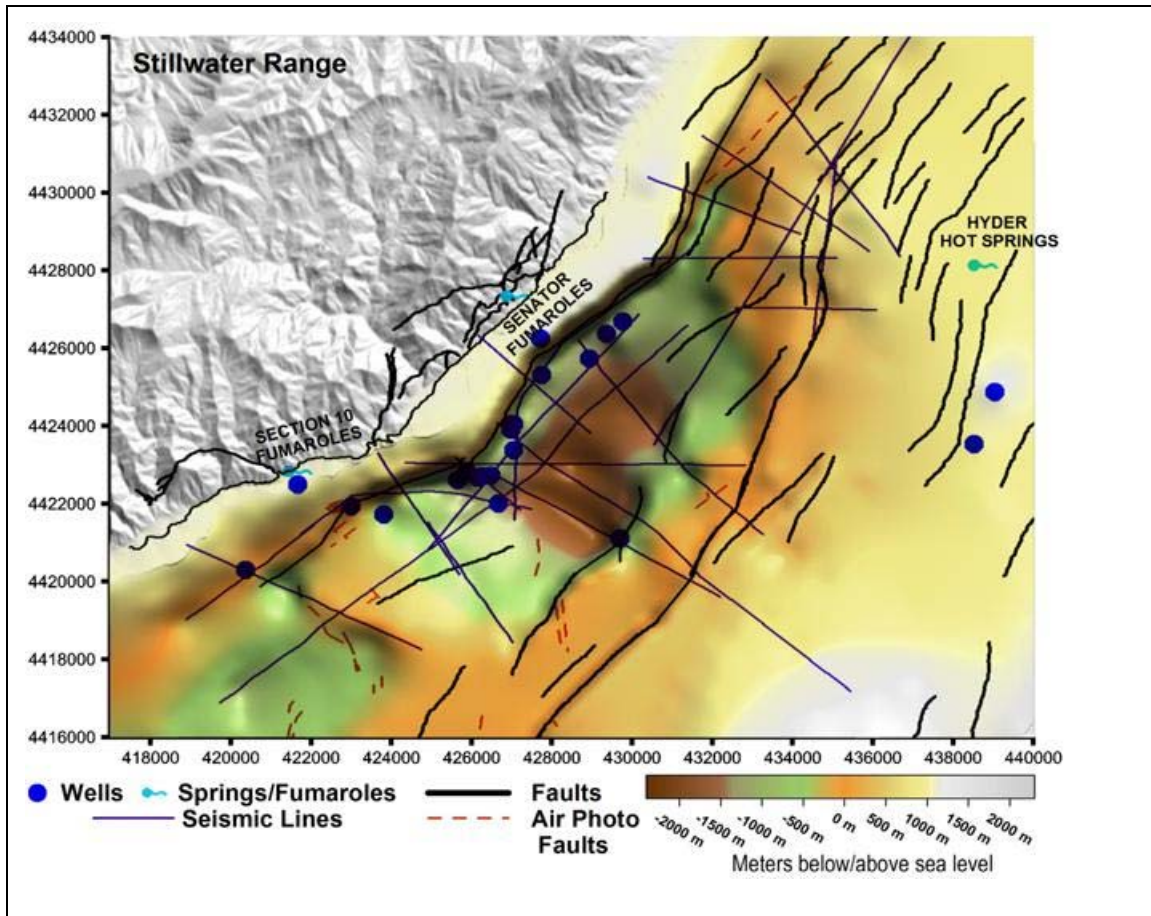 4434000
Stillwater Range
4432000
4430000
HYDER
HOT SPRINGS
4428000
SENATOR
FUMAROLES
4426000
4424000
SECTION 10
FUMAROLES
4422000
4420000
4418000
4416000
418000 420000 422000 424000 426000 428000 430000 432000 434000 436000 438000 440000
Wells Springs/Fumaroles Faults
Seismic Lines Air Photo
Faults
-2000 m -1500 m -1000 m -500 m 0 m 500 m 1000 m 1500 m 2000 m
Meters below/above sea level